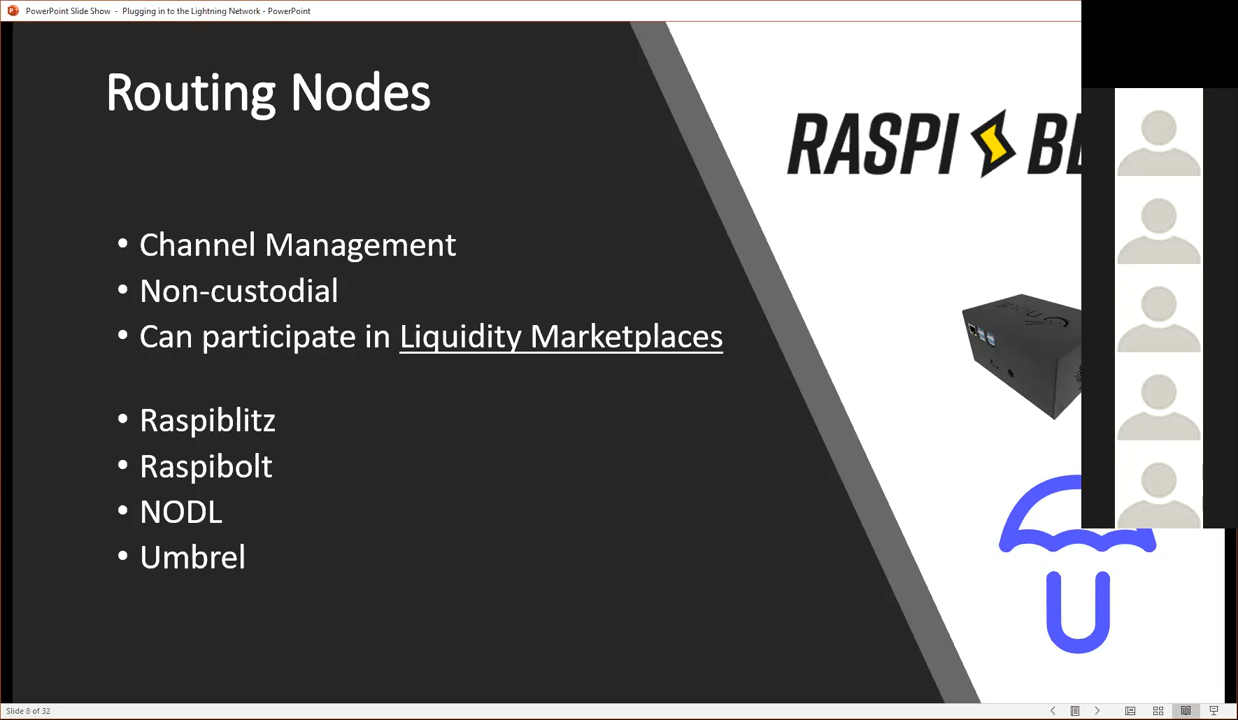 PowerPoint Slide Show - Plugging in to the Lightning Network - PowerPoint
Routing Nodes
RASPI
• Channel Management
• Non-custodial
• Can participate in Liquidity Marketplaces
• Raspiblitz
• Raspibolt
• NODL
• Umbrel
Slide 8 of 32